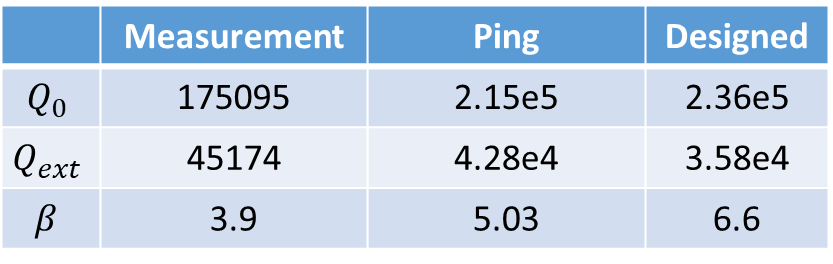 Measurement Ping Designed
Q₀ 175095 2.15e5 2.36e5
Qₑₓₜ 45174 4.28e4 3.58e4
β 3.9 5.03 6.6